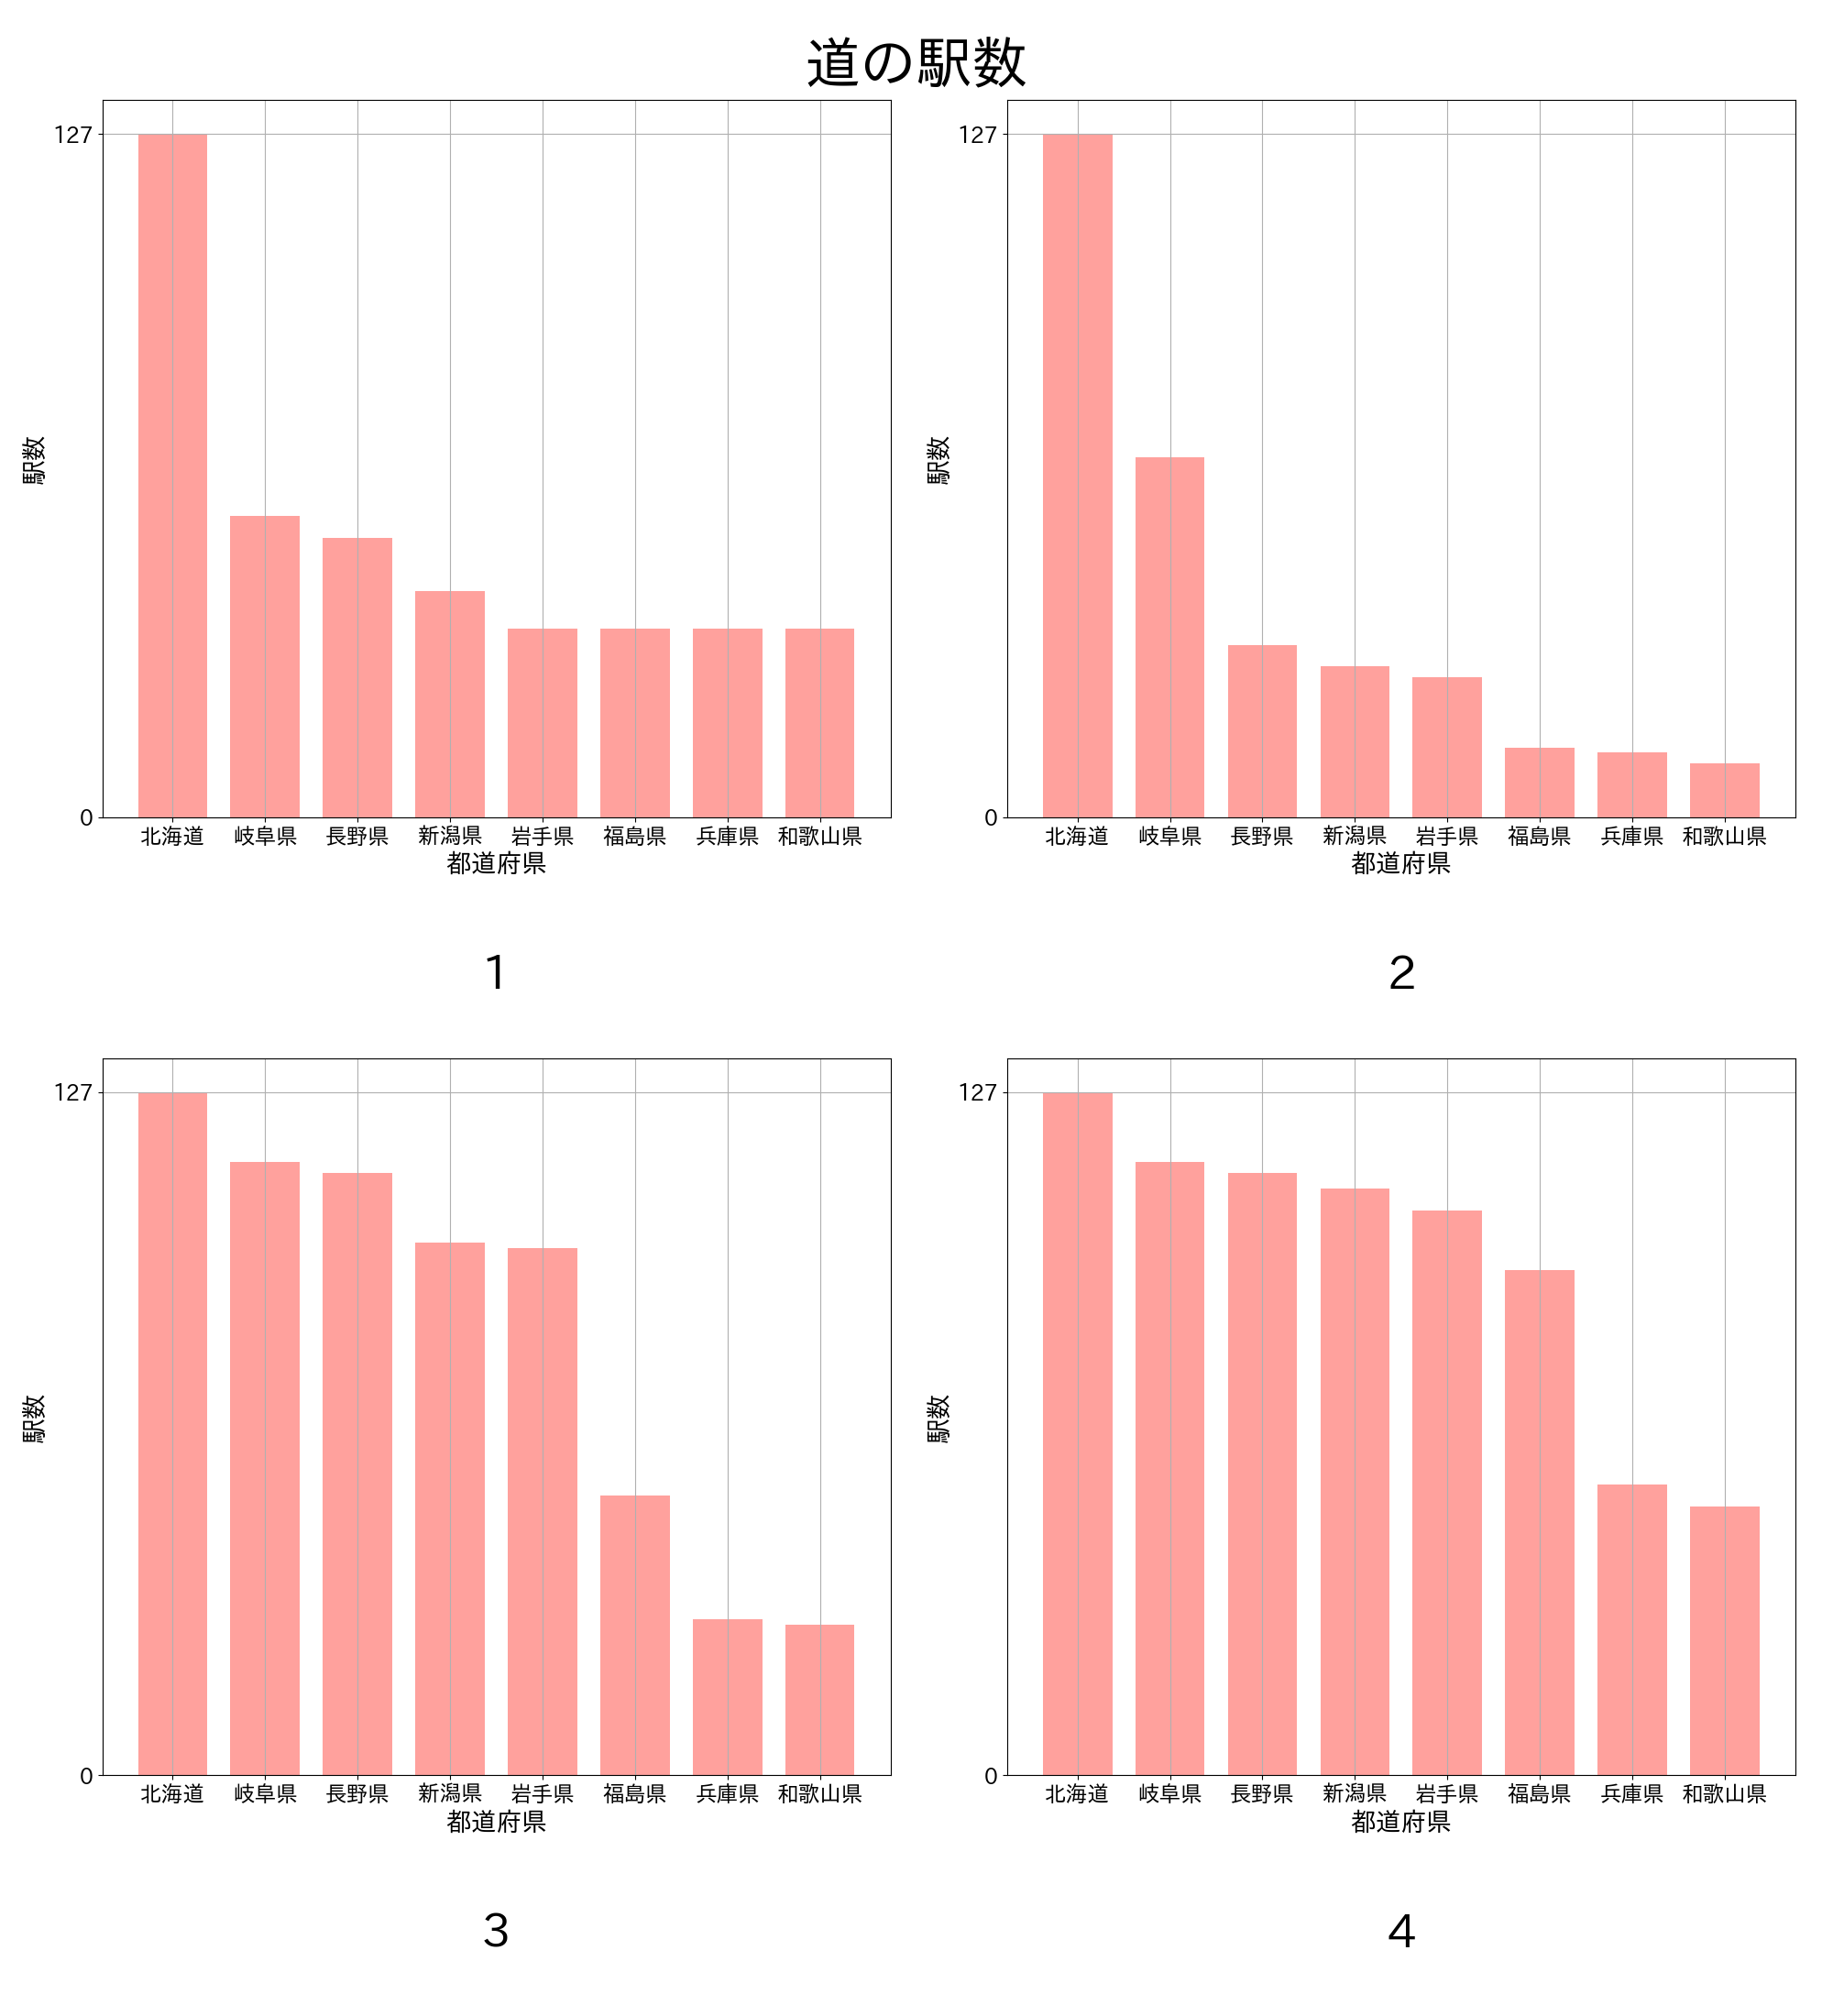 道の駅数
127
0
駅数
北海道 岐阜県 長野県 新潟県 岩手県 福島県 兵庫県 和歌山県
都道府県
1
127
0
駅数
北海道 岐阜県 長野県 新潟県 岩手県 福島県 兵庫県 和歌山県
都道府県
2
127
0
駅数
北海道 岐阜県 長野県 新潟県 岩手県 福島県 兵庫県 和歌山県
都道府県
3
127
0
駅数
北海道 岐阜県 長野県 新潟県 岩手県 福島県 兵庫県 和歌山県
都道府県
4